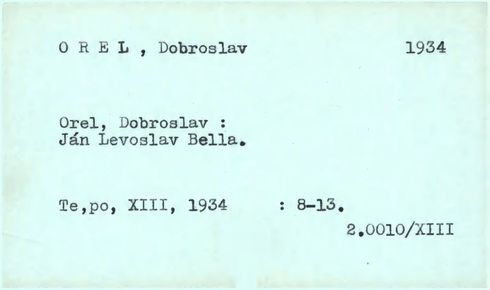 O R E L , Dobroslav 1934
Orel, Dobroslav :
Ján Levoslav Bella.
Te,po, XIII, 1934 : 8-13.
2.0010/XIII